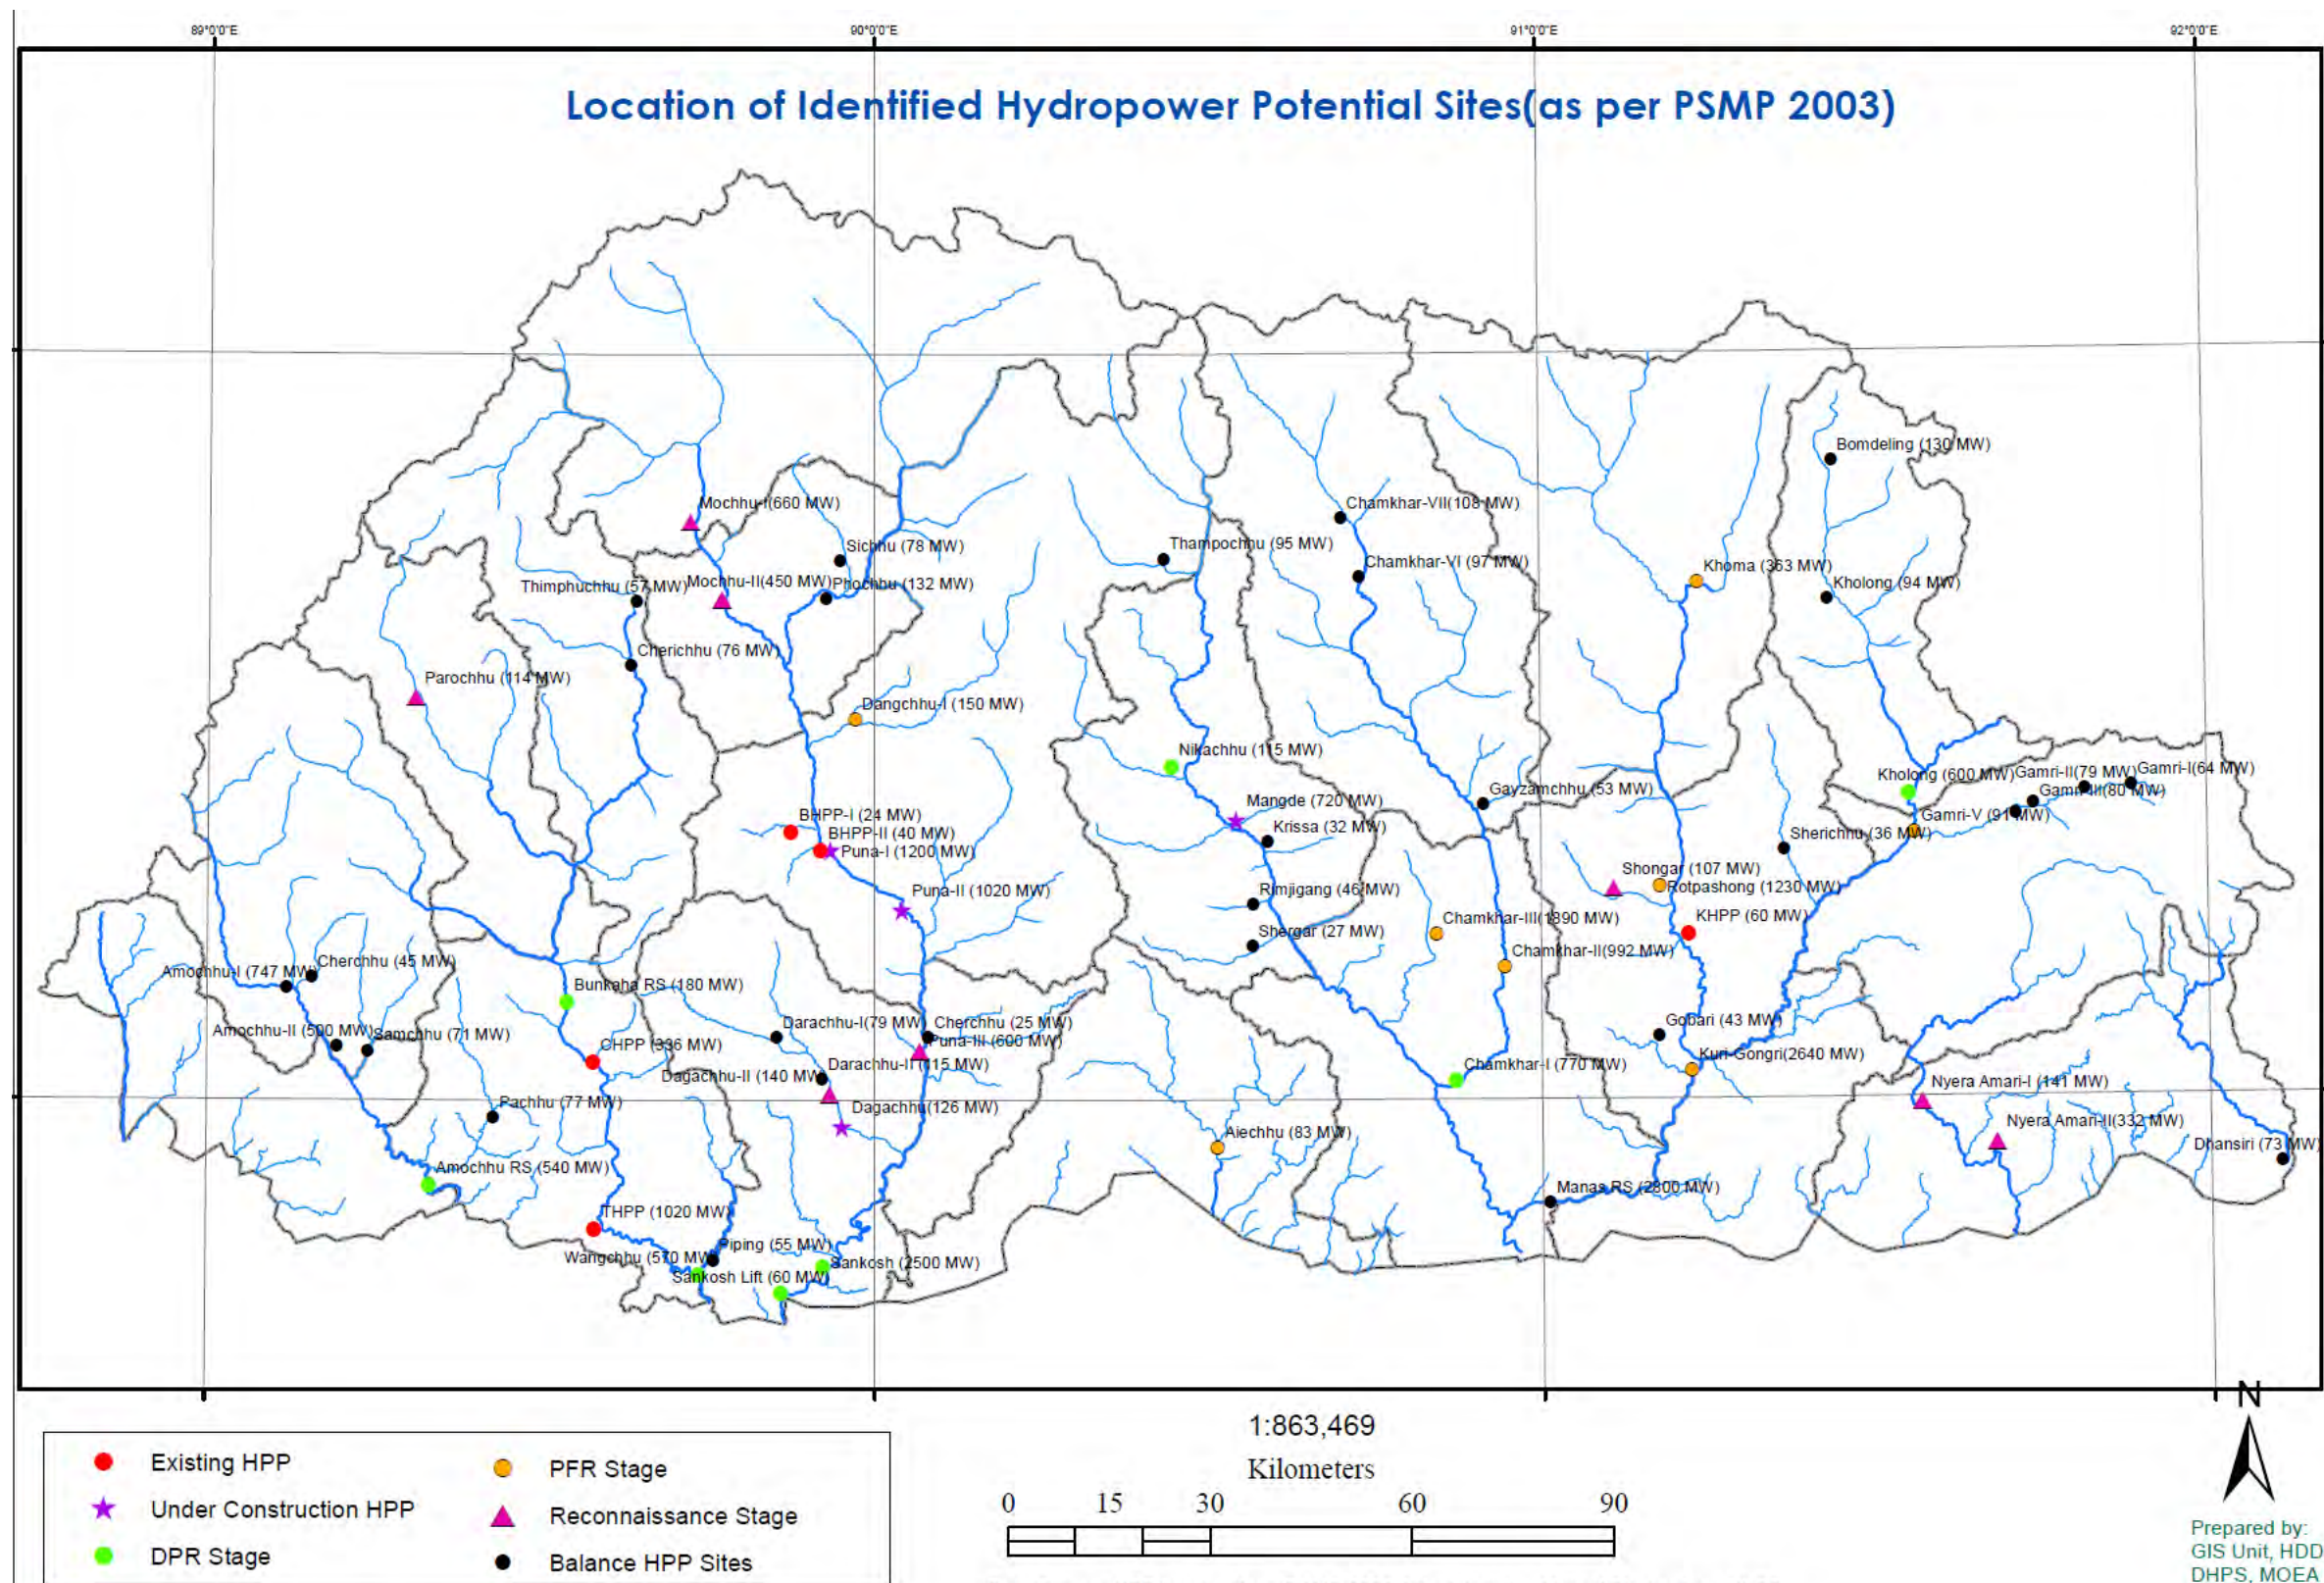 89°0'0"E
90°0'0"E
91°0'0"E
92°0'0"E
Location of Identified Hydropower Potential Sites(as per PSMP 2003)
Bomdeling (130 MW)
Mochhu-I(660 MW)
Chamkhar-VII(108 MW)
Sichhu (78 MW)
Thampochhu (95 MW)
Chamkhar-VI (97 MW)
Khoma (363 MW)
Thimphuchhu (57 MW)
Mochhu-II(450 MW)
Phochhu (132 MW)
Kholong (94 MW)
Cherichhu (76 MW)
Parochhu (114 MW)
Dangchhu-I (150 MW)
Nikachhu (115 MW)
Kholong (600 MW)
Gamri-II(79 MW)
Gamri-I(64 MW)
Gayzamchhu (53 MW)
Gamri-III(80 MW)
Mangde (720 MW)
BHPP-I (24 MW)
Gamri-V (91 MW)
Krissa (32 MW)
BHPP-II (40 MW)
Sherichhu (36 MW)
Puna-I (1200 MW)
Shongar (107 MW)
Puna-II (1020 MW)
Rimjigang (46 MW)
Rotpashong (1230 MW)
Chamkhar-III(1390 MW)
KHPP (60 MW)
Shergar (27 MW)
Chamkhar-II(992 MW)
Amochhu-I (747 MW)
Cherchhu (45 MW)
Bunkaha RS (180 MW)
Amochhu-II (500 MW)
Samchhu (71 MW)
Darachhu-I(79 MW)
Cherchhu (25 MW)
Gobari (43 MW)
CHPP (336 MW)
Puna-III (600 MW)
Kuri-Gongri(2640 MW)
Dagachhu-II (140 MW)
Darachhu-II (115 MW)
Chamkhar-I (770 MW)
Nyera Amari-I (141 MW)
Pachhu (77 MW)
Dagachhu(126 MW)
Nyera Amari-II(332 MW)
Aiechhu (83 MW)
Dhansiri (73 MW)
Amochhu RS (540 MW)
Manas RS (2800 MW)
THPP (1020 MW)
Wangchhu (570 MW)
Piping (55 MW)
Sankosh (2500 MW)
Sankosh Lift (60 MW)
N
1:863,469
Kilometers
0 15 30 60 90
Existing HPP
PFR Stage
Under Construction HPP
Reconnaissance Stage
DPR Stage
Balance HPP Sites
Prepared by:
GIS Unit, HDD
DHPS, MOEA